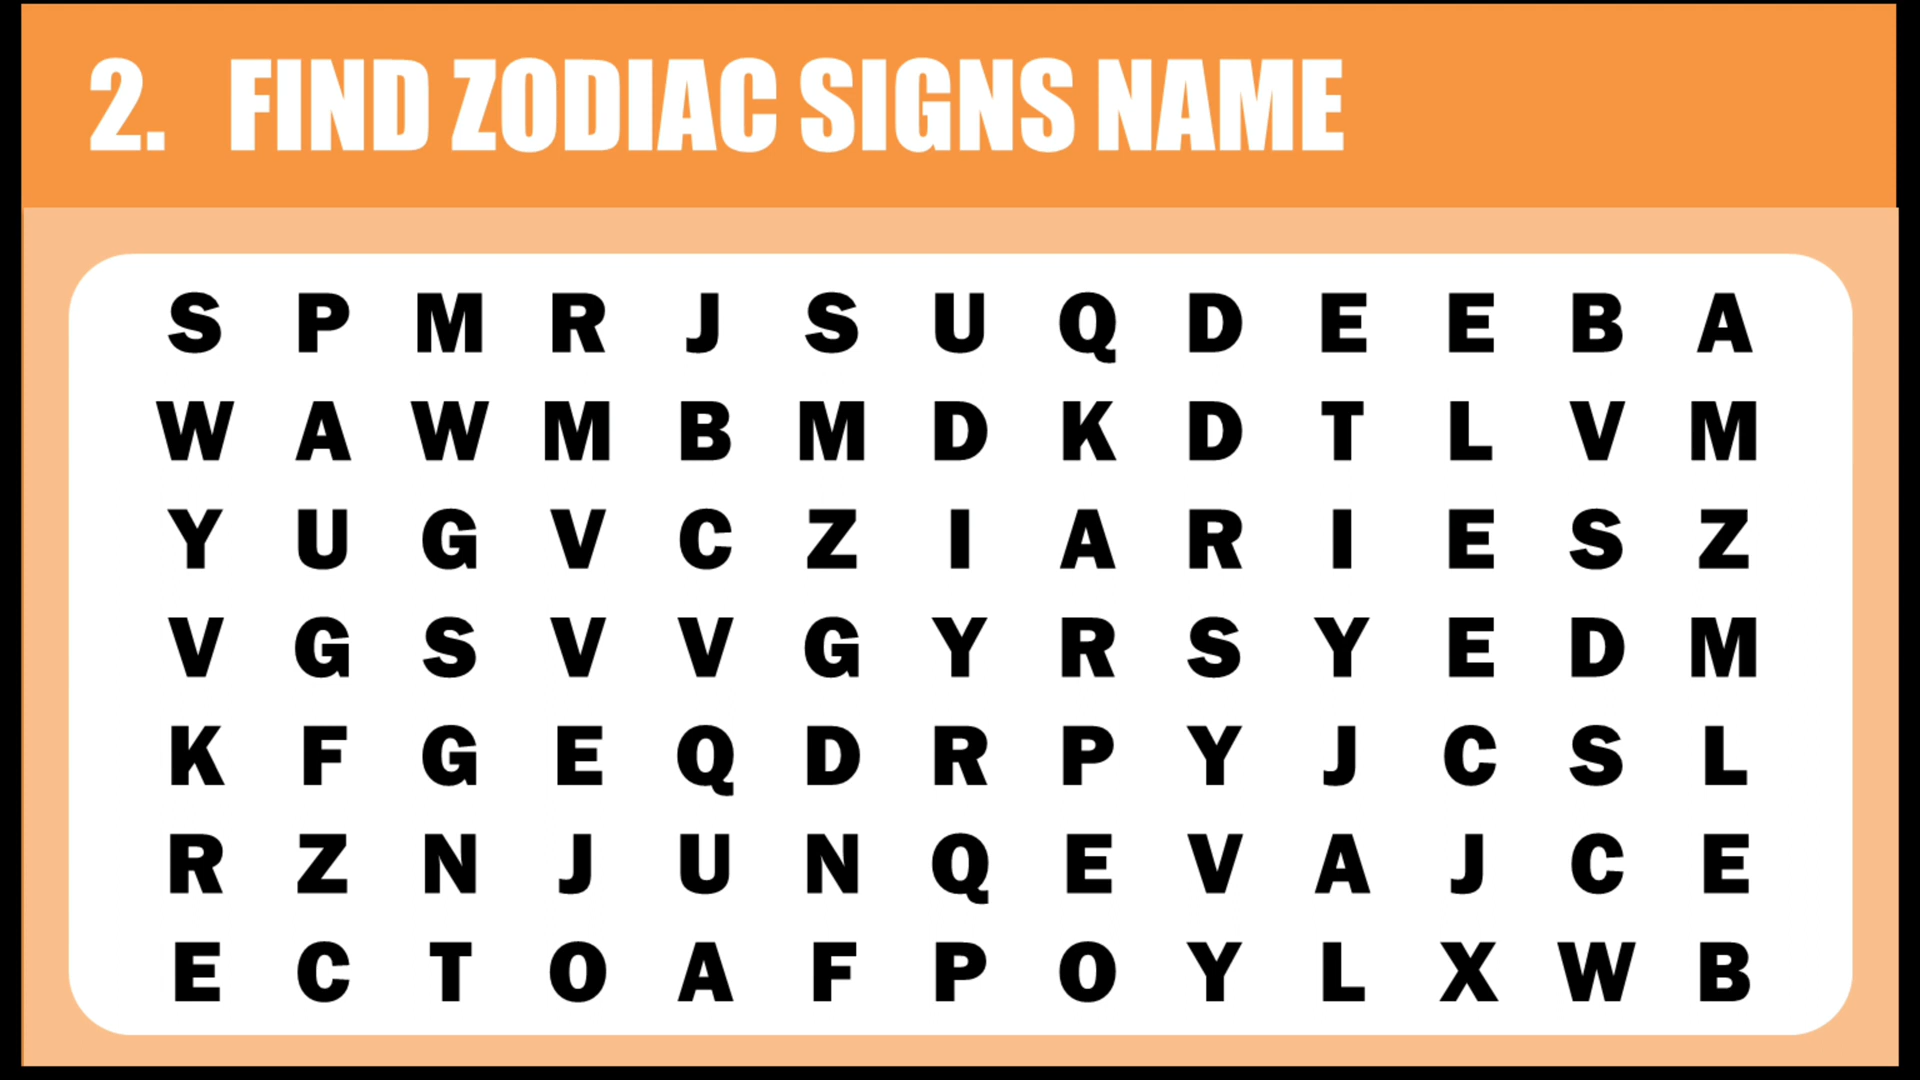 2. FIND ZODIAC SIGNS NAME
S P M R J S U Q D E E B A
W A W M B M D K D T L V M
Y U G V C Z I A R I E S Z
V G S V V G Y R S Y E D M
K F G E Q D R P Y J C S L
R Z N J U N Q E V A J C E
E C T O A F P O Y L X W B